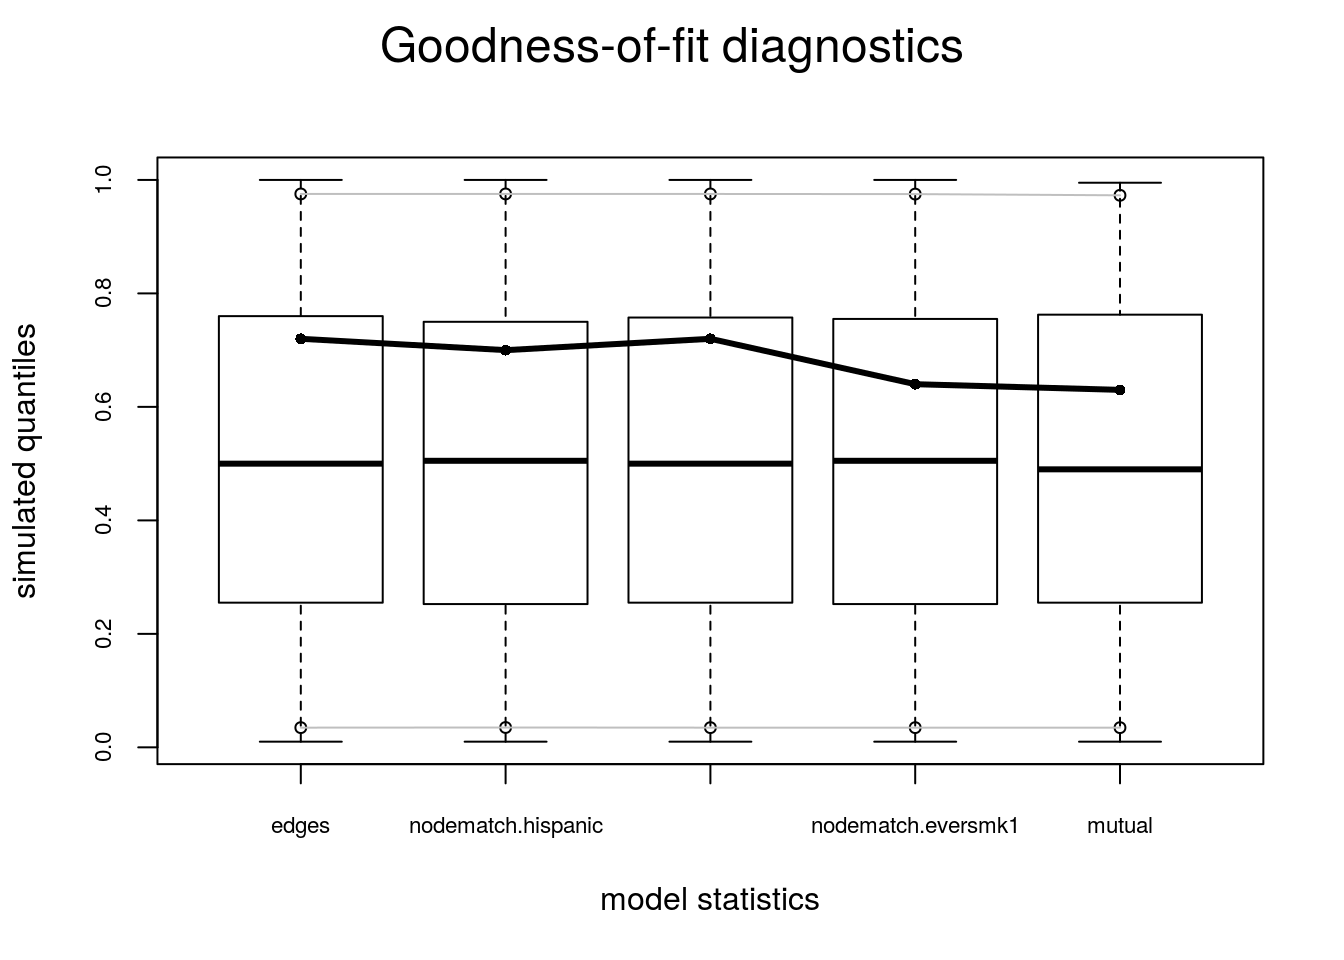 Goodness-of-fit diagnostics
simulated quantiles
1.0
0.8
0.6
0.4
0.2
0.0
edges nodematch.hispanic nodematch.eversmk1 mutual
model statistics